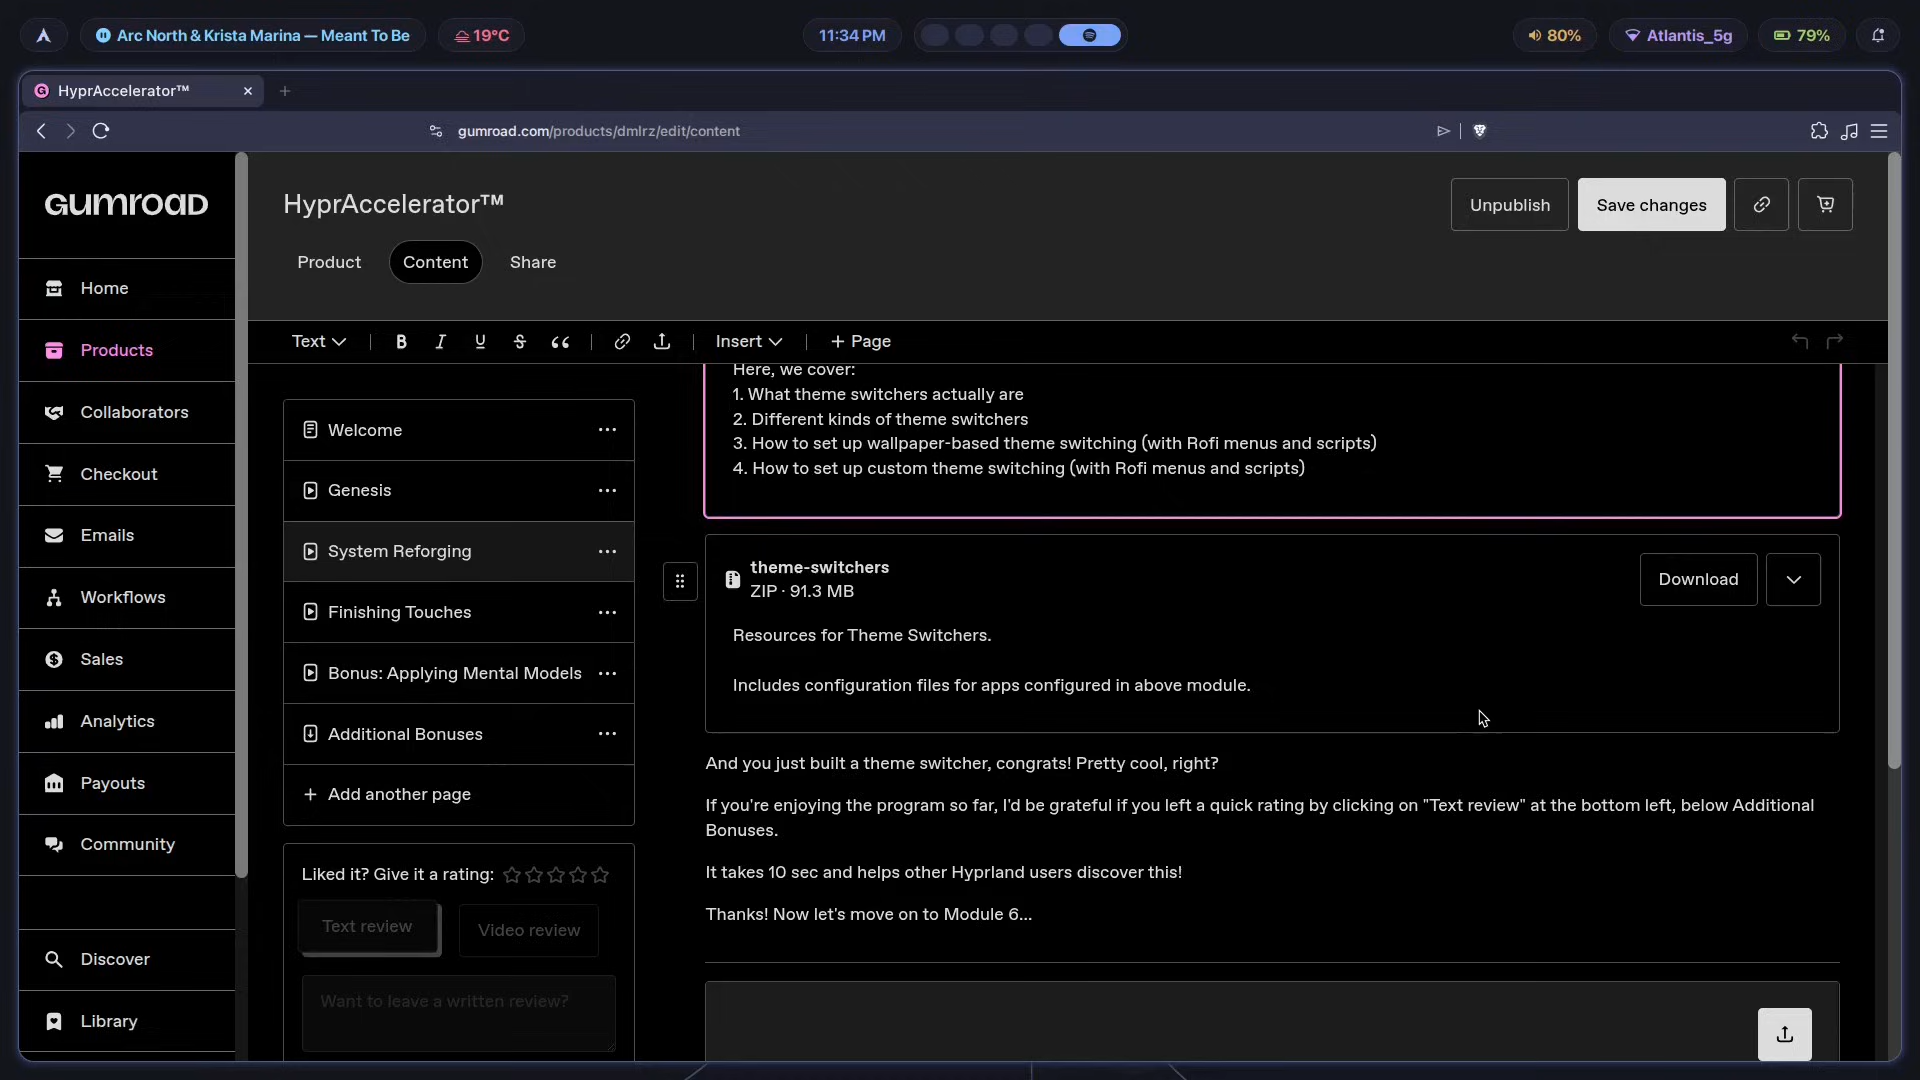 Arc North & Krista Marina — Meant To Be
19°C
11:34 PM
80%
Atlantis_5g
79%
HyprAccelerator™
gumroad.com/products/dmlrz/edit/content
GUMROAD
Home
Products
Collaborators
Checkout
Emails
Workflows
Sales
Analytics
Payouts
Community
Discover
Library
HyprAccelerator™
Unpublish
Save changes
Product
Content
Share
Text
B
I
U
S
Insert
+ Page
Welcome
Genesis
System Reforging
Finishing Touches
Bonus: Applying Mental Models
Additional Bonuses
+ Add another page
Liked it? Give it a rating:
Text review
Video review
Want to leave a written review?
Here, we cover:
1. What theme switchers actually are
2. Different kinds of theme switchers
3. How to set up wallpaper-based theme switching (with Rofi menus and scripts)
4. How to set up custom theme switching (with Rofi menus and scripts)
theme-switchers
ZIP · 91.3 MB
Download
Resources for Theme Switchers.
Includes configuration files for apps configured in above module.
And you just built a theme switcher, congrats! Pretty cool, right?
If you're enjoying the program so far, I'd be grateful if you left a quick rating by clicking on "Text review" at the bottom left, below Additional
Bonuses.
It takes 10 sec and helps other Hyprland users discover this!
Thanks! Now let's move on to Module 6...